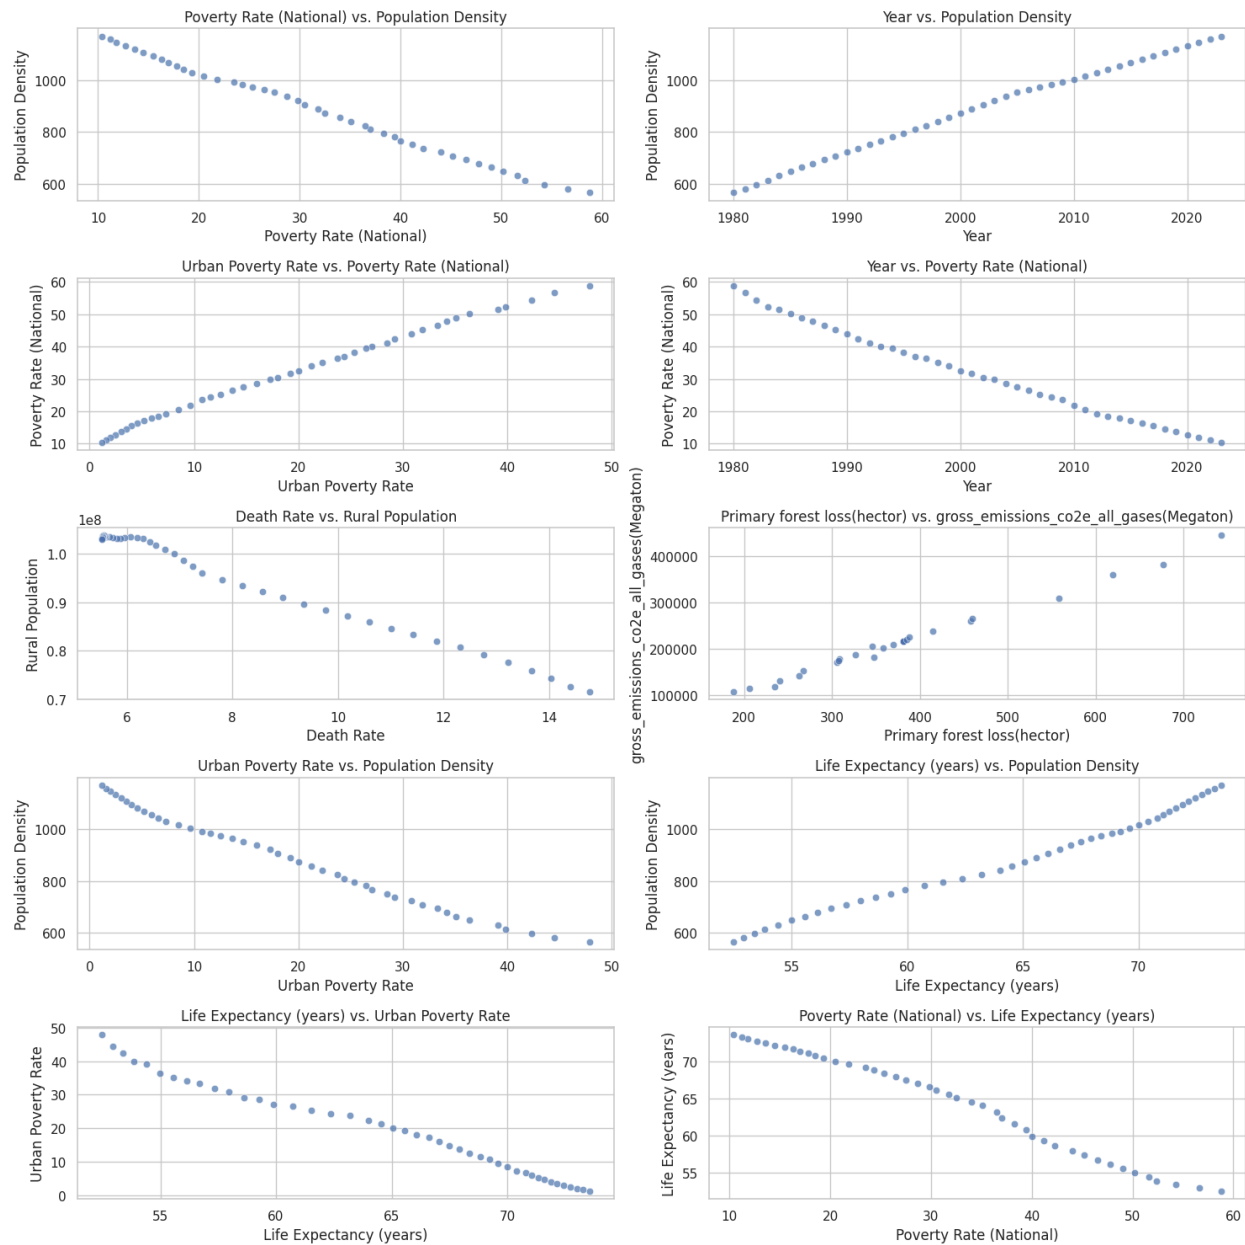 Poverty Rate (National) vs. Population Density
Population Density
1000
800
600
10 20 30 40 50 60
Poverty Rate (National)
Year vs. Population Density
Population Density
1000
800
600
1980 1990 2000 2010 2020
Year
Urban Poverty Rate vs. Poverty Rate (National)
Poverty Rate (National)
60
50
40
30
20
10
0 10 20 30 40 50
Urban Poverty Rate
Year vs. Poverty Rate (National)
Poverty Rate (National)
60
50
40
30
20
10
1980 1990 2000 2010 2020
Year
Death Rate vs. Rural Population
1e8
Rural Population
1.0
0.9
0.8
0.7
6 8 10 12 14
Death Rate
Primary forest loss(hector) vs. gross_emissions_co2e_all_gases(Megaton)
gross_emissions_co2e_all_gases(Megaton)
400000
300000
200000
100000
200 300 400 500 600 700
Primary forest loss(hector)
Urban Poverty Rate vs. Population Density
Population Density
1000
800
600
0 10 20 30 40 50
Urban Poverty Rate
Life Expectancy (years) vs. Population Density
Population Density
1000
800
600
55 60 65 70
Life Expectancy (years)
Life Expectancy (years) vs. Urban Poverty Rate
Urban Poverty Rate
50
40
30
20
10
0
55 60 65 70
Life Expectancy (years)
Poverty Rate (National) vs. Life Expectancy (years)
Life Expectancy (years)
70
65
60
55
10 20 30 40 50 60
Poverty Rate (National)